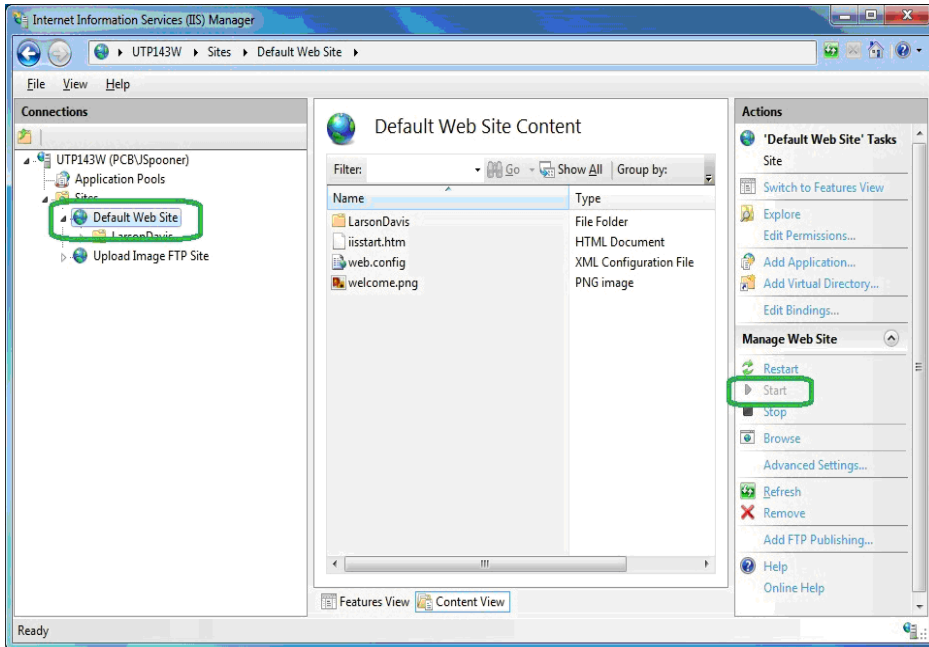 Internet Information Services (IIS) Manager
UTP143W
Sites
Default Web Site
File View Help
Connections
UTP143W (PCB\JSpooner)
Application Pools
Sites
Default Web Site
LarsonDavis
Upload Image FTP Site
Default Web Site Content
Filter: Go Show All Group by:
Name Type
LarsonDavis File Folder
iisstart.htm HTML Document
web.config XML Configuration File
welcome.png PNG image
Features View Content View
Actions
'Default Web Site' Tasks
Site
Switch to Features View
Explore
Edit Permissions...
Add Application...
Add Virtual Directory...
Edit Bindings...
Manage Web Site
Restart
Start
Stop
Browse
Advanced Settings...
Refresh
Remove
Add FTP Publishing...
Help
Online Help
Ready